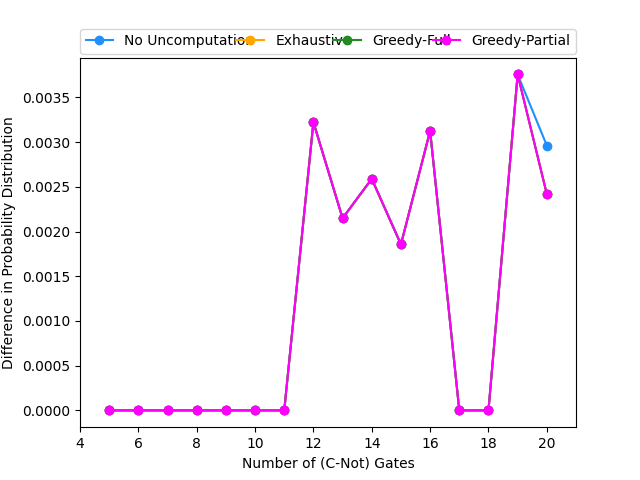 No Uncomputation Exhaustive Greedy-Full Greedy-Partial
Difference in Probability Distribution
0.0035
0.0030
0.0025
0.0020
0.0015
0.0010
0.0005
0.0000
4 6 8 10 12 14 16 18 20
Number of (C-Not) Gates